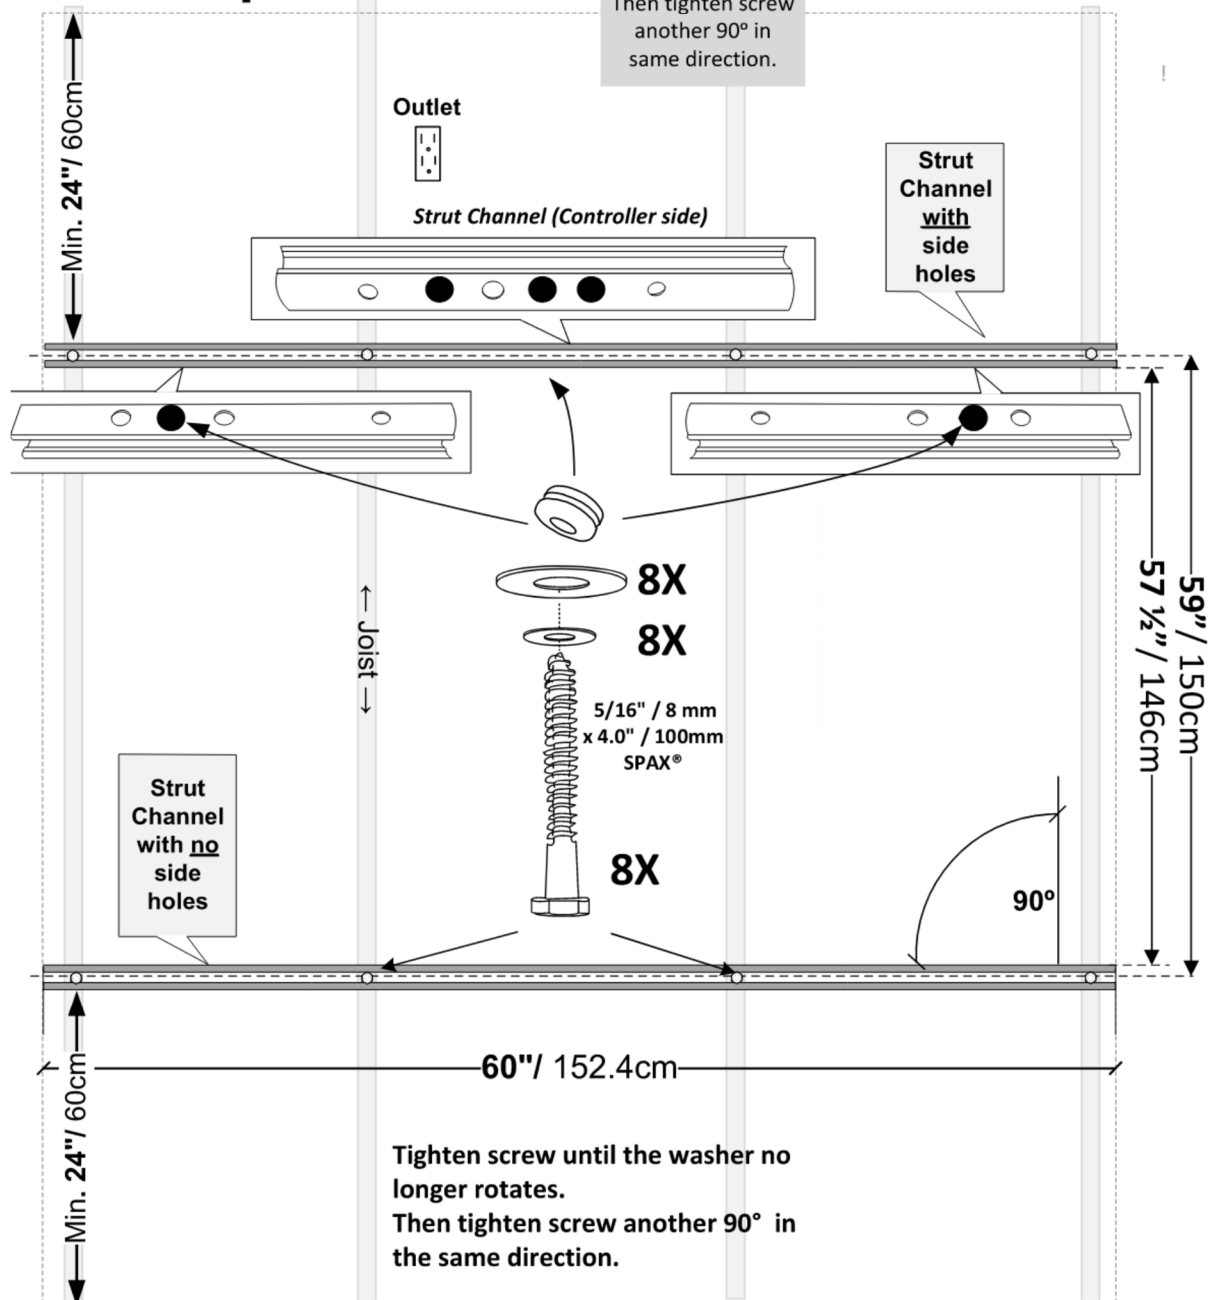 Then tighten screw
another 90º in
same direction.
Min. 24"/ 60cm
Outlet
Strut Channel (Controller side)
Strut
Channel
with
side
holes
8X
8X
← Joist →
5/16" / 8 mm
x 4.0" / 100mm
SPAX®
59”/ 150cm
57 ½”/ 146cm
Strut
Channel
with no
side
holes
8X
90º
60"/ 152.4cm
Min. 24"/ 60cm
Tighten screw until the washer no
longer rotates.
Then tighten screw another 90° in
the same direction.